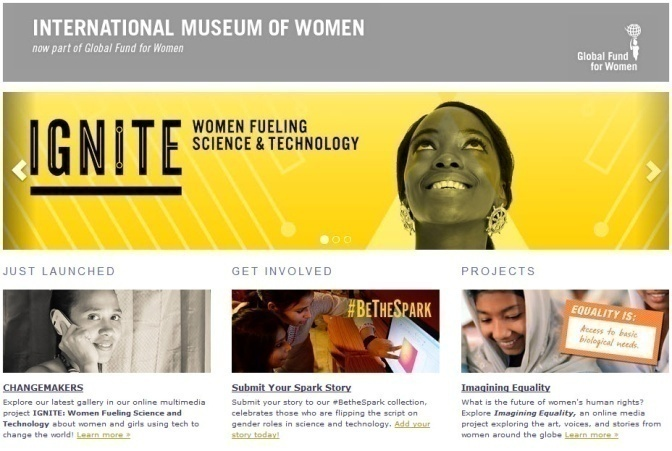 INTERNATIONAL MUSEUM OF WOMEN
now part of Global Fund for Women
Global Fund
for Women
IGNITE
WOMEN FUELING
SCIENCE & TECHNOLOGY
JUST LAUNCHED
CHANGEMAKERS
Explore our latest gallery in our online multimedia
project IGNITE: Women Fueling Science and
Technology about women and girls using tech to
change the world! Learn more »
GET INVOLVED
#BETHESPARK
Submit Your Spark Story
Submit your story to our #BetheSpark collection,
celebrates those who are flipping the script on
gender roles in science and technology. Add your
story today!
PROJECTS
EQUALITY IS:
Access to basic
biological needs.
Imagining Equality
What is the future of women's human rights?
Explore Imagining Equality, an online media
project exploring the art, voices, and stories from
women around the globe Learn more »